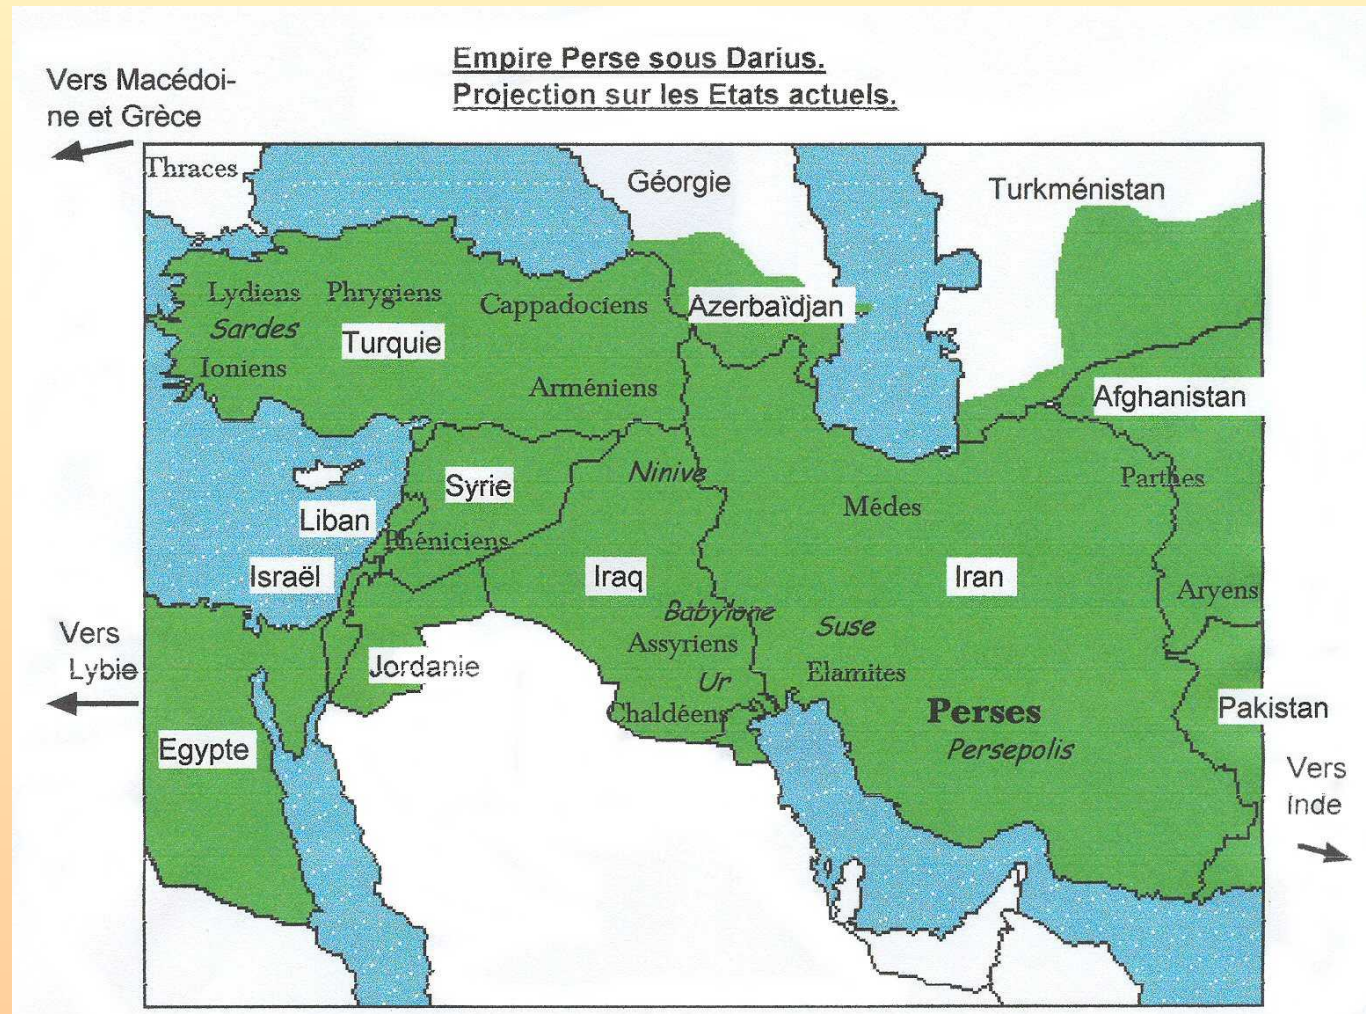 Empire Perse sous Darius.
Projection sur les Etats actuels.
Vers Macédoi-
ne et Grèce
Thraces
Géorgie
Turkménistan
Lydiens
Phrygiens
Cappadociens
Azerbaïdjan
Sardes
Turquie
Ioniens
Arméniens
Afghanistan
Ninive
Syrie
Parthes
Médes
Liban
Phéniciens
Israël
Iraq
Iran
Aryens
Vers
Lybie
Babylone
Suse
Assyriens
Jordanie
Elamites
Ur
Chaldéens
Perses
Pakistan
Egypte
Persepolis
Vers
Inde